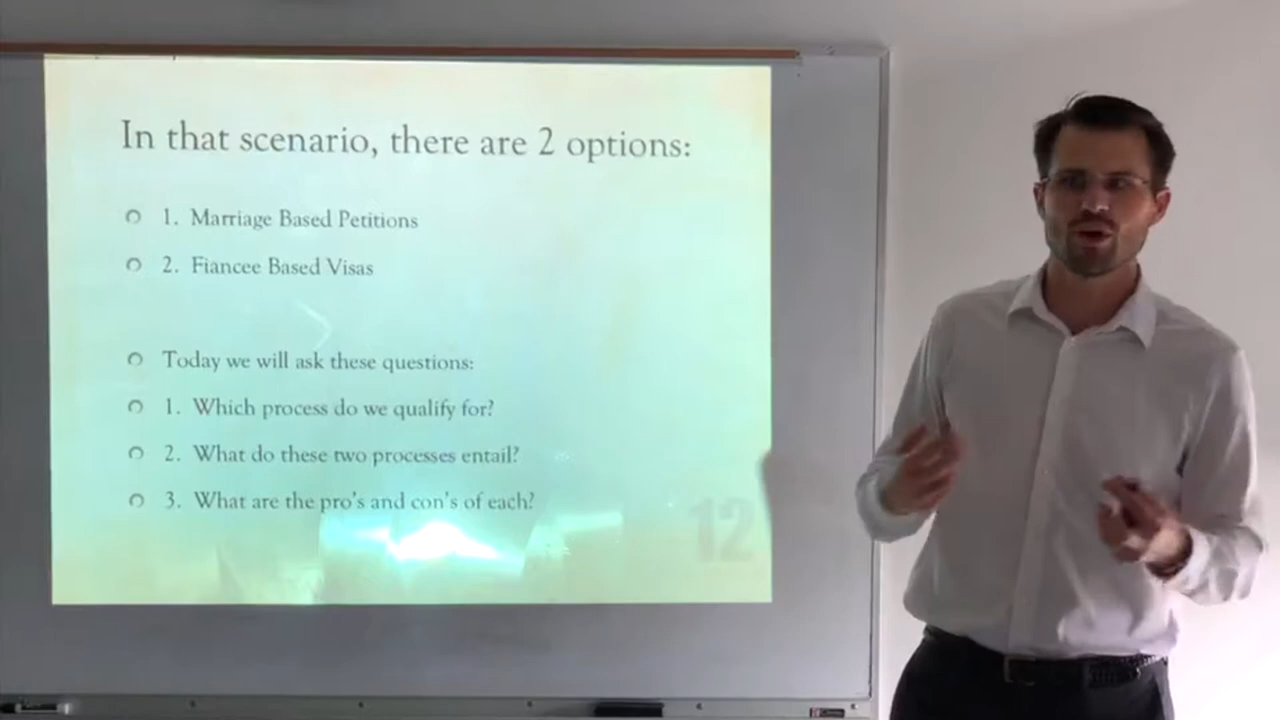 In that scenario, there are 2 options:
1. Marriage Based Petitions
2. Fiancee Based Visas
Today we will ask these questions:
1. Which process do we qualify for?
2. What do these two processes entail?
3. What are the pro's and con's of each?
12